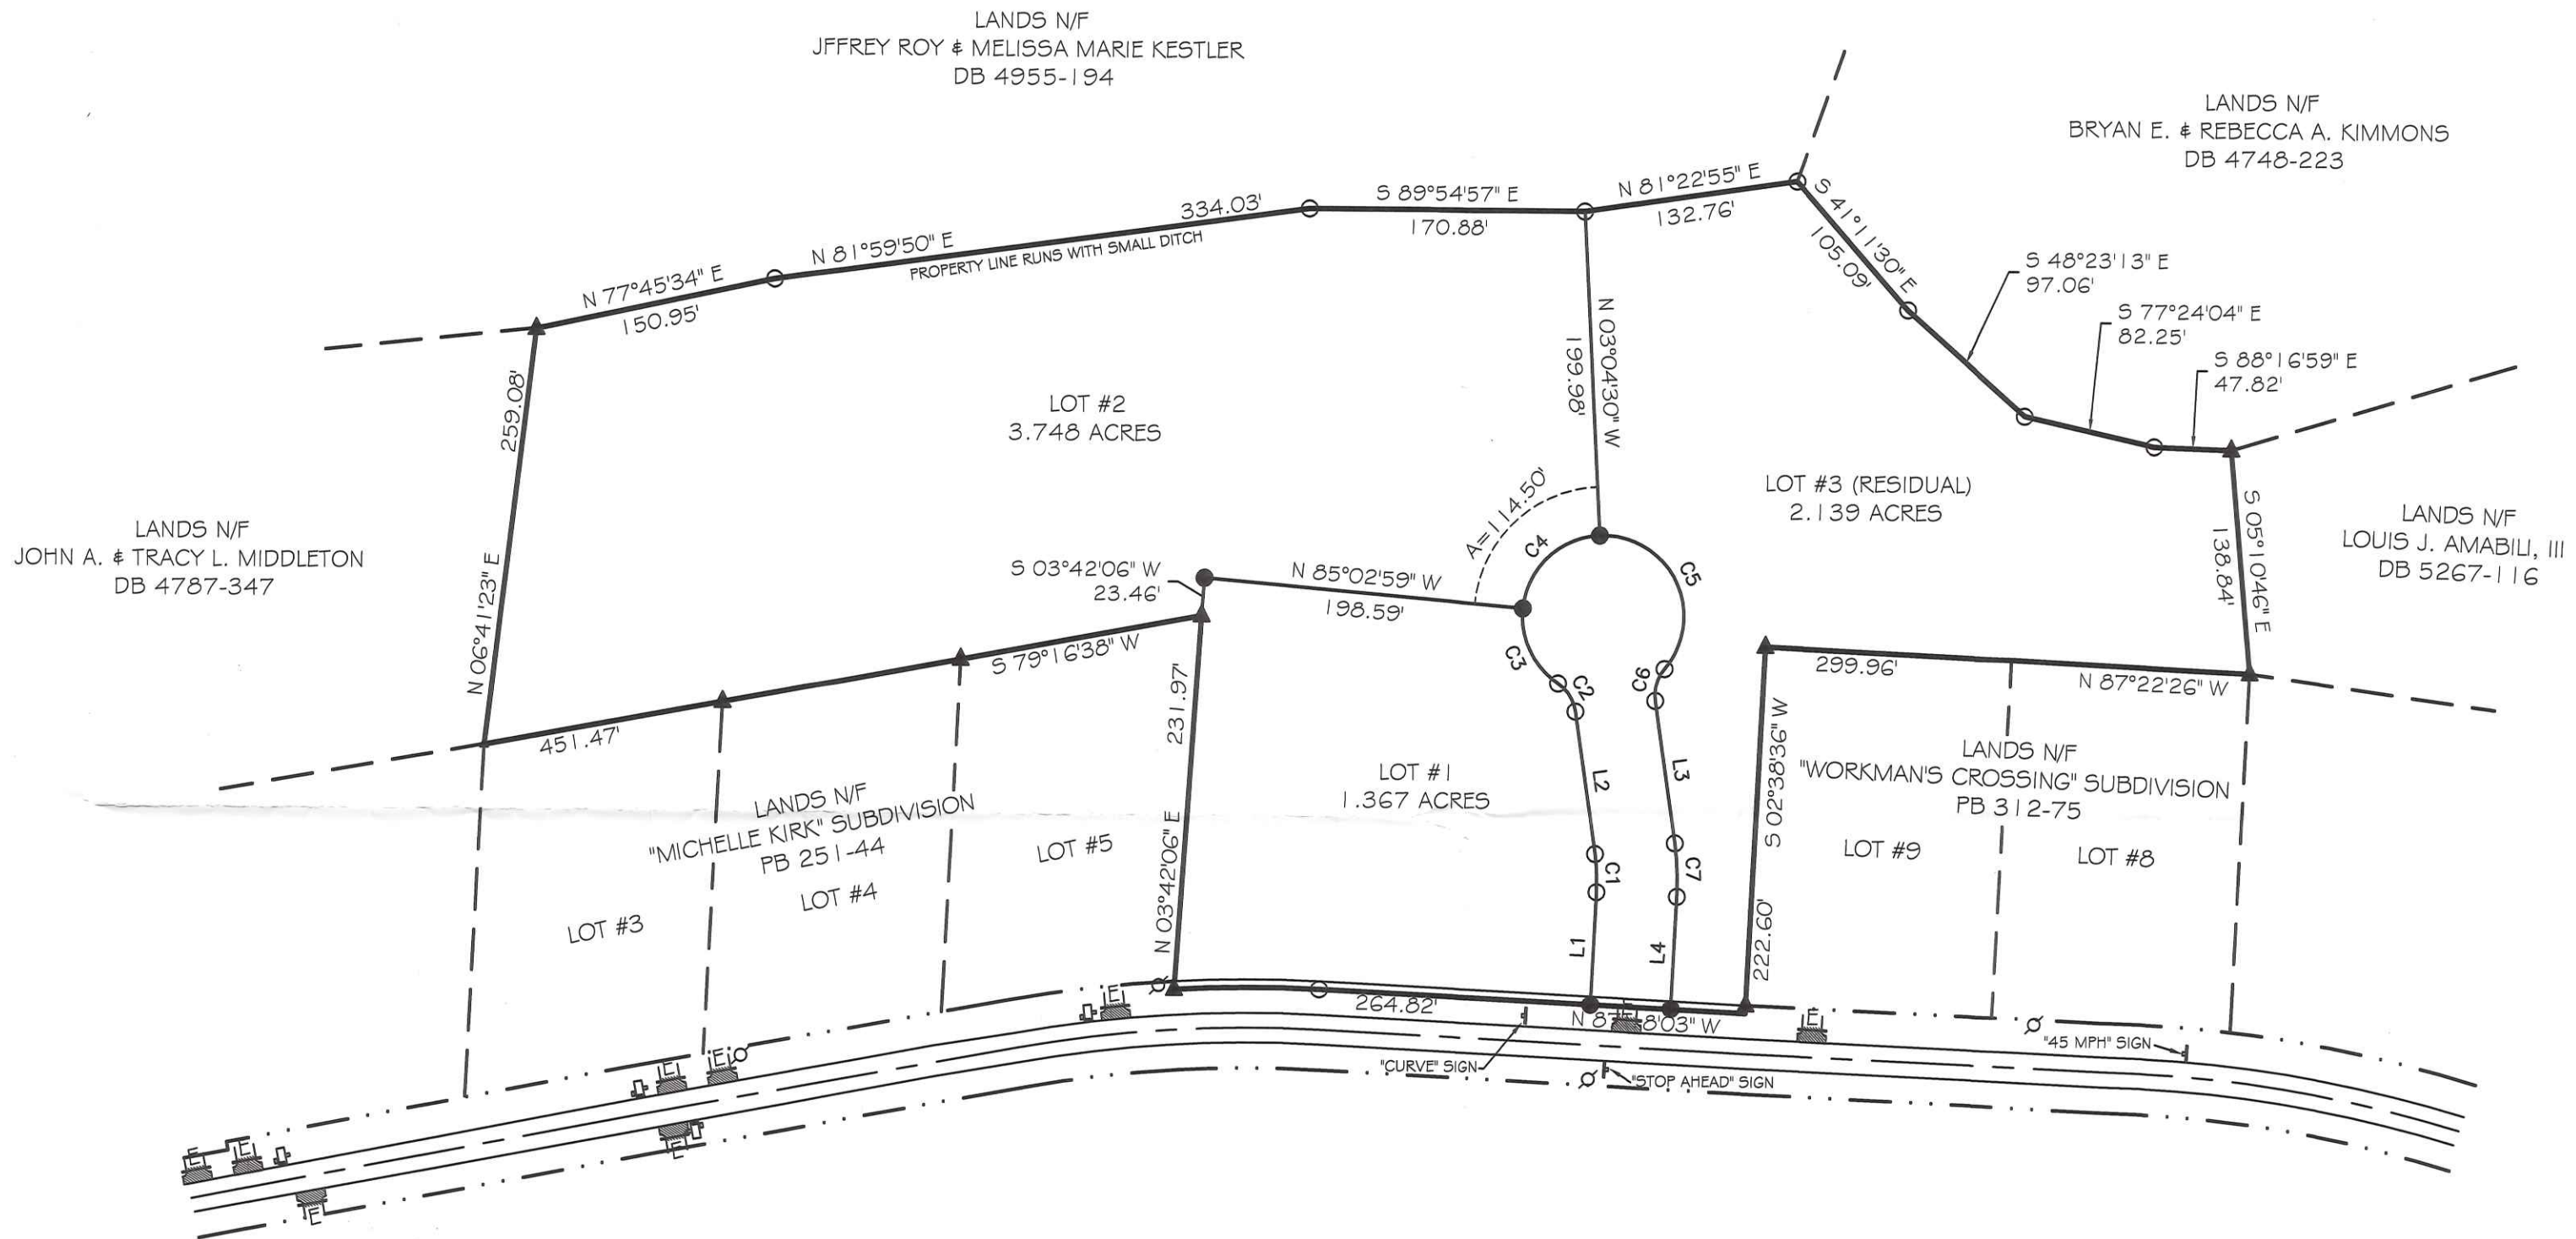 LANDS N/F
JFFREY ROY & MELISSA MARIE KESTLER
DB 4955-194
LANDS N/F
BRYAN E. & REBECCA A. KIMMONS
DB 4748-223
N 77°45'34" E
150.95'
N 81°59'50" E
334.03'
PROPERTY LINE RUNS WITH SMALL DITCH
S 89°54'57" E
170.88'
N 81°22'55" E
132.76'
S 41°11'30" E
105.09'
S 48°23'13" E
97.06'
S 77°24'04" E
82.25'
S 88°16'59" E
47.82'
259.08'
N 06°41'23" E
LOT #2
3.748 ACRES
N 03°04'30" W
199.98'
A=114.50'
LOT #3 (RESIDUAL)
2.139 ACRES
S 05°10'46" E
138.84'
LANDS N/F
LOUIS J. AMABILI, III
DB 5267-116
LANDS N/F
JOHN A. & TRACY L. MIDDLETON
DB 4787-347
S 03°42'06" W
23.46'
N 85°02'59" W
198.59'
C4
C5
C3
C2
C6
S 79°16'38" W
451.47'
231.97'
N 03°42'06" E
299.96'
N 87°22'26" W
S 02°38'36" W
222.60'
LOT #1
1.367 ACRES
L2
L3
C1
C7
L1
L4
LANDS N/F
"MICHELLE KIRK" SUBDIVISION
PB 251-44
LOT #3
LOT #4
LOT #5
LANDS N/F
"WORKMAN'S CROSSING" SUBDIVISION
PB 312-75
LOT #9
LOT #8
264.82'
N 87° 8'03" W
"CURVE" SIGN
"STOP AHEAD" SIGN
"45 MPH" SIGN
E
E
E
E
E
E
E
E
E